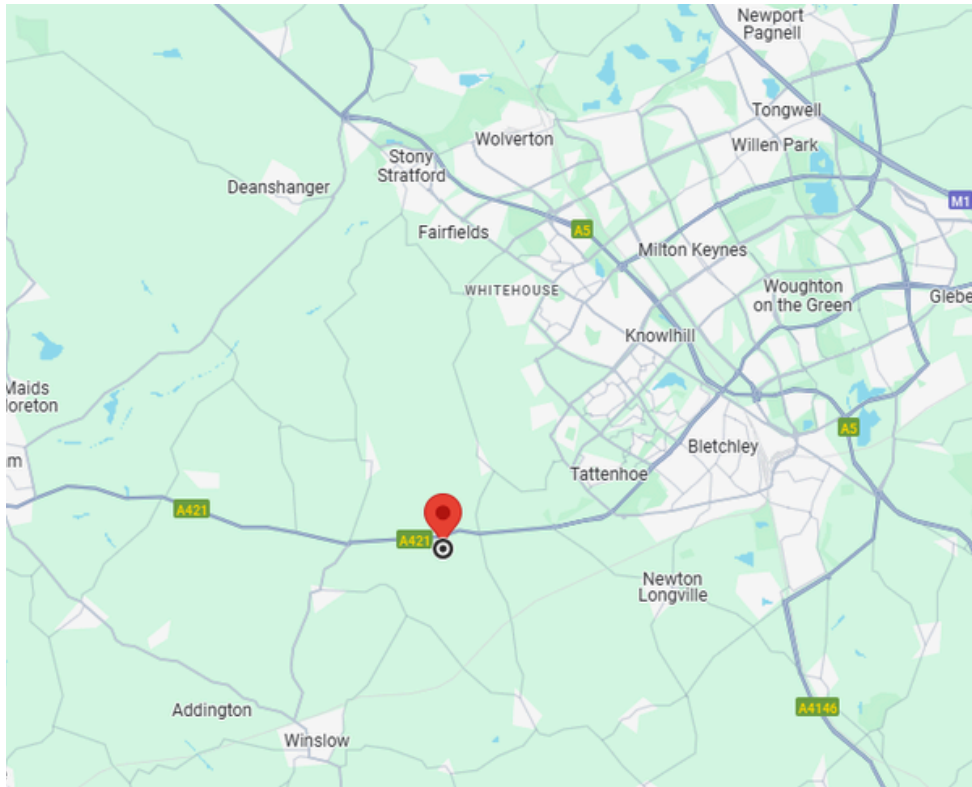 Newport
Pagnell
Tongwell
Wolverton
Willen Park
Stony
Stratford
Deanshanger
M1
Fairfields
A5
Milton Keynes
WHITEHOUSE
Woughton
on the Green
Glebe
Knowlhill
Maids
Moreton
A5
Bletchley
m
Tattenhoe
A421
A421
Newton
Longville
A4146
Addington
Winslow